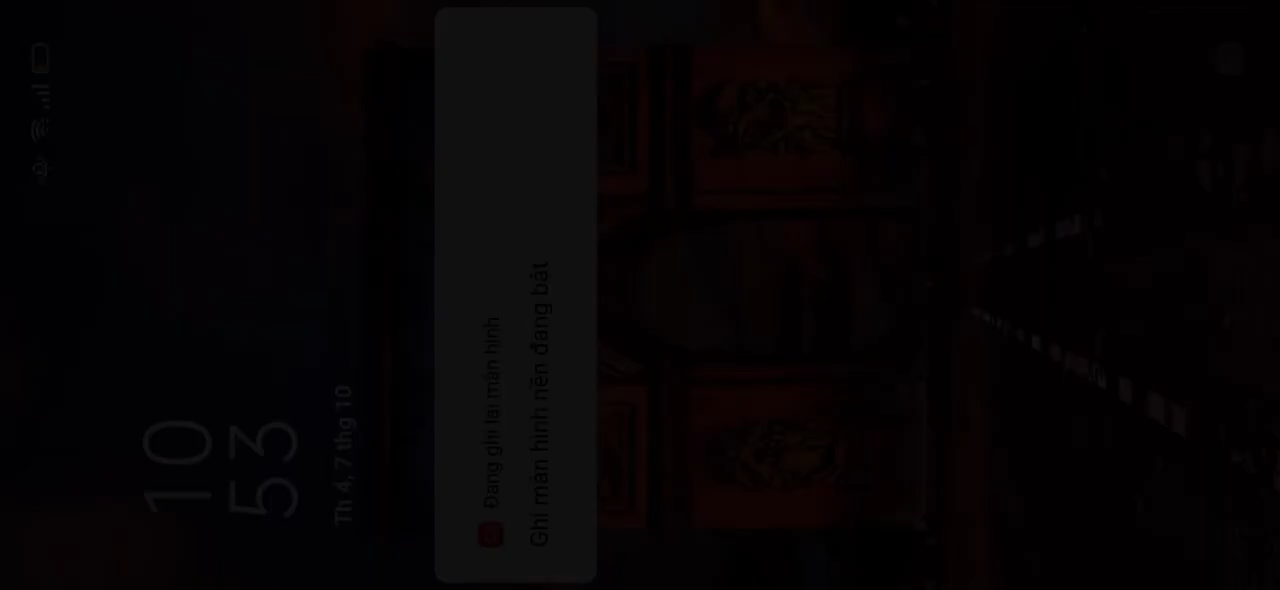 10
53
Th 4, 7 thg 10
Đang ghi lại màn hình
Ghi màn hình nền đang bật